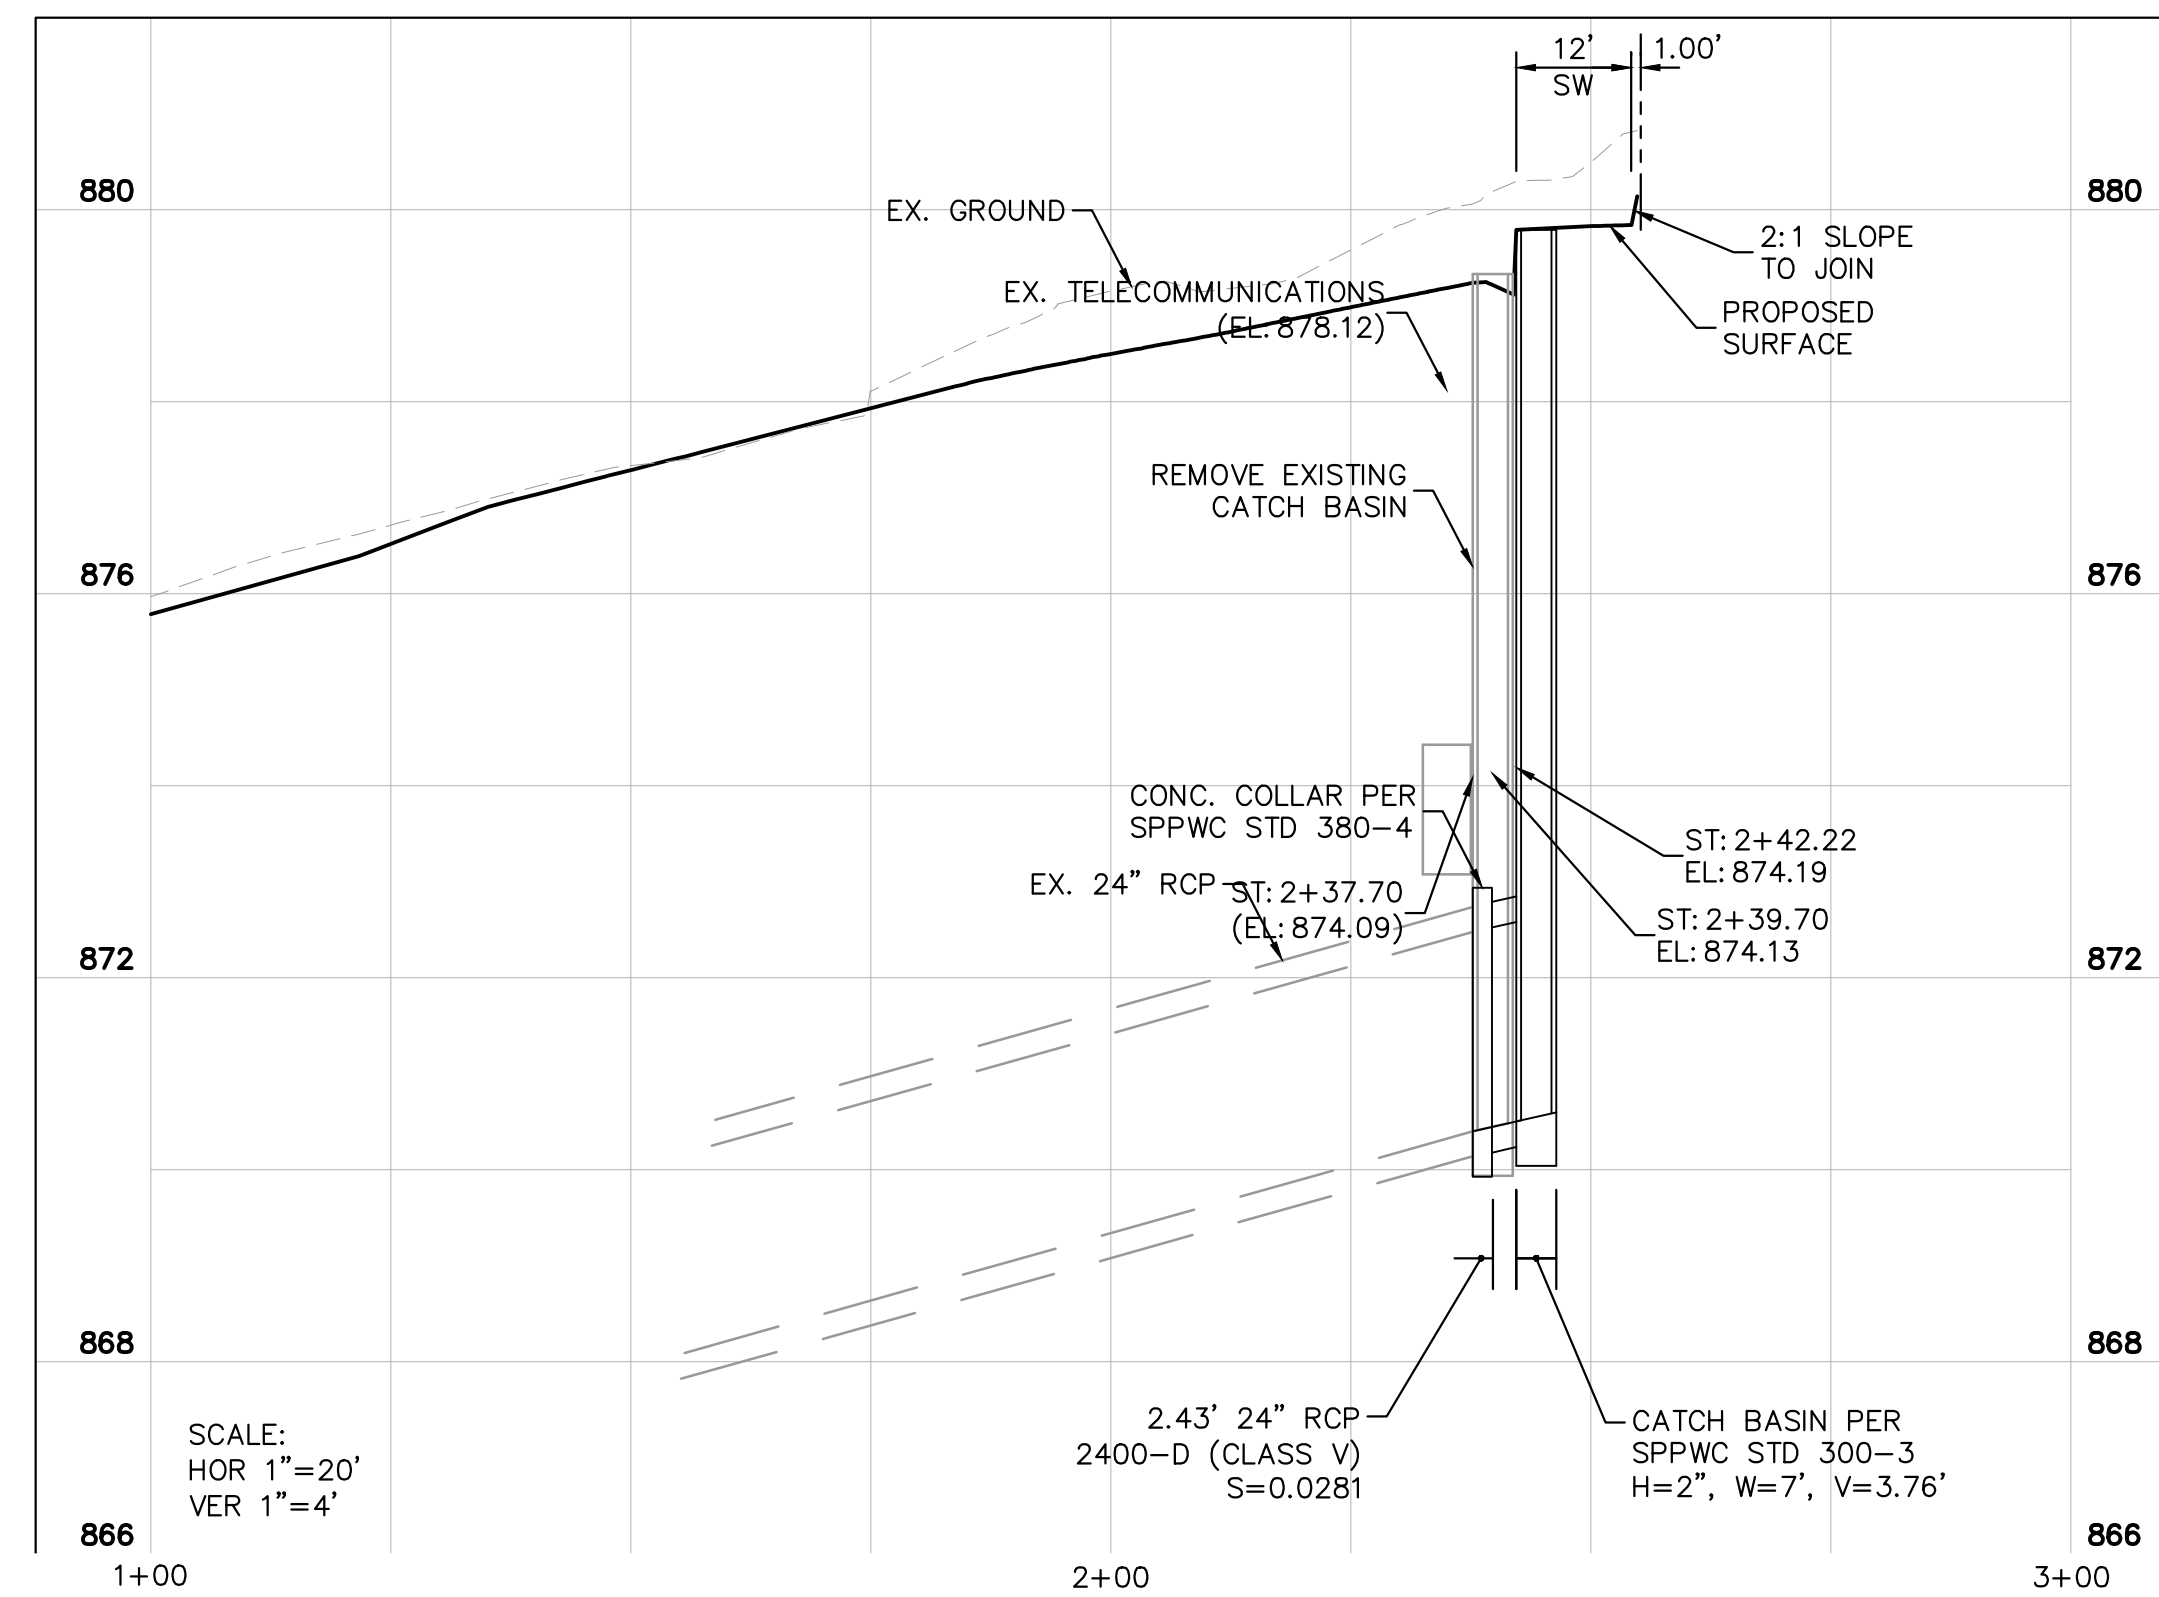 12’
1.00’
SW
880
880
EX. GROUND
2:1 SLOPE
TO JOIN
EX. TELECOMMUNICATIONS
(EL: 878.12)
PROPOSED
SURFACE
REMOVE EXISTING
CATCH BASIN
876
876
CONC. COLLAR PER
SPPWC STD 380-4
ST: 2+42.22
EL: 874.19
EX. 24” RCP
ST: 2+37.70
(EL: 874.09)
ST: 2+39.70
EL: 874.13
872
872
868
868
2.43’ 24” RCP
2400-D (CLASS V)
S=0.0281
CATCH BASIN PER
SPPWC STD 300-3
H=2”, W=7’, V=3.76’
SCALE:
HOR 1”=20’
VER 1”=4’
866
866
1+00
2+00
3+00